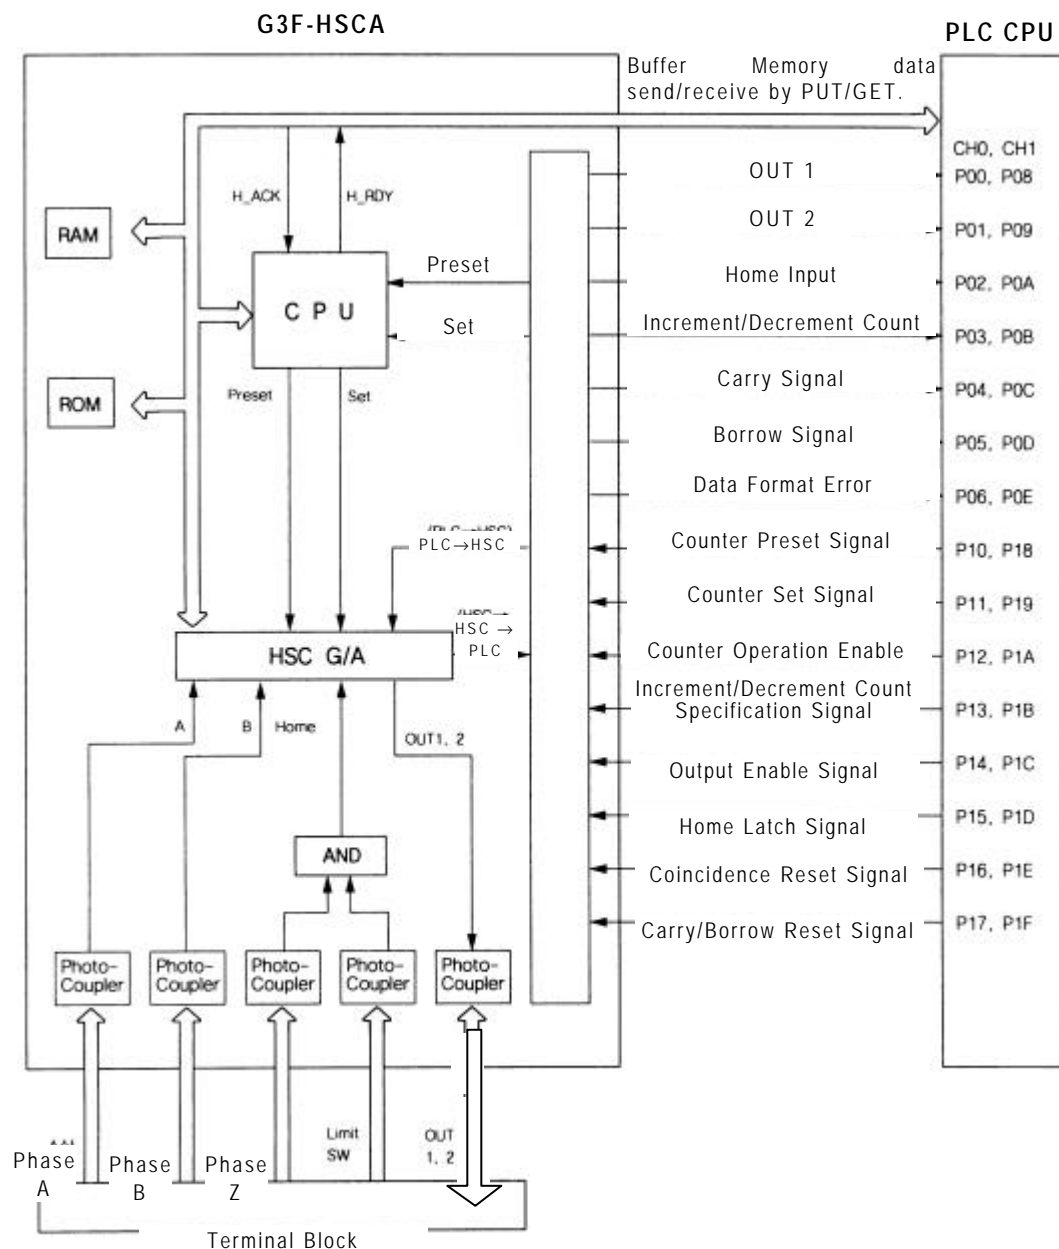 G3F-HSCA
PLC CPU
Buffer Memory data
send/receive by PUT/GET.
CH0, CH1
OUT 1
P00, P08
H_ACK
H_RDY
RAM
OUT 2
P01, P09
Preset
Home Input
P02, P0A
C P U
Set
Increment/Decrement Count
P03, P0B
ROM
Preset
Set
Carry Signal
P04, P0C
Borrow Signal
P05, P0D
Data Format Error
P06, P0E
PLC→HSC
Counter Preset Signal
P10, P18
Counter Set Signal
P11, P19
HSC →
PLC
HSC G/A
Counter Operation Enable
P12, P1A
Increment/Decrement Count
Specification Signal
P13, P1B
A
B
Home
OUT1, 2
Output Enable Signal
P14, P1C
Home Latch Signal
P15, P1D
AND
Coincidence Reset Signal
P16, P1E
Carry/Borrow Reset Signal
P17, P1F
Photo-
Coupler
Photo-
Coupler
Photo-
Coupler
Photo-
Coupler
Photo-
Coupler
Phase
A
Phase
B
Phase
Z
Limit
SW
OUT
1, 2
Terminal Block